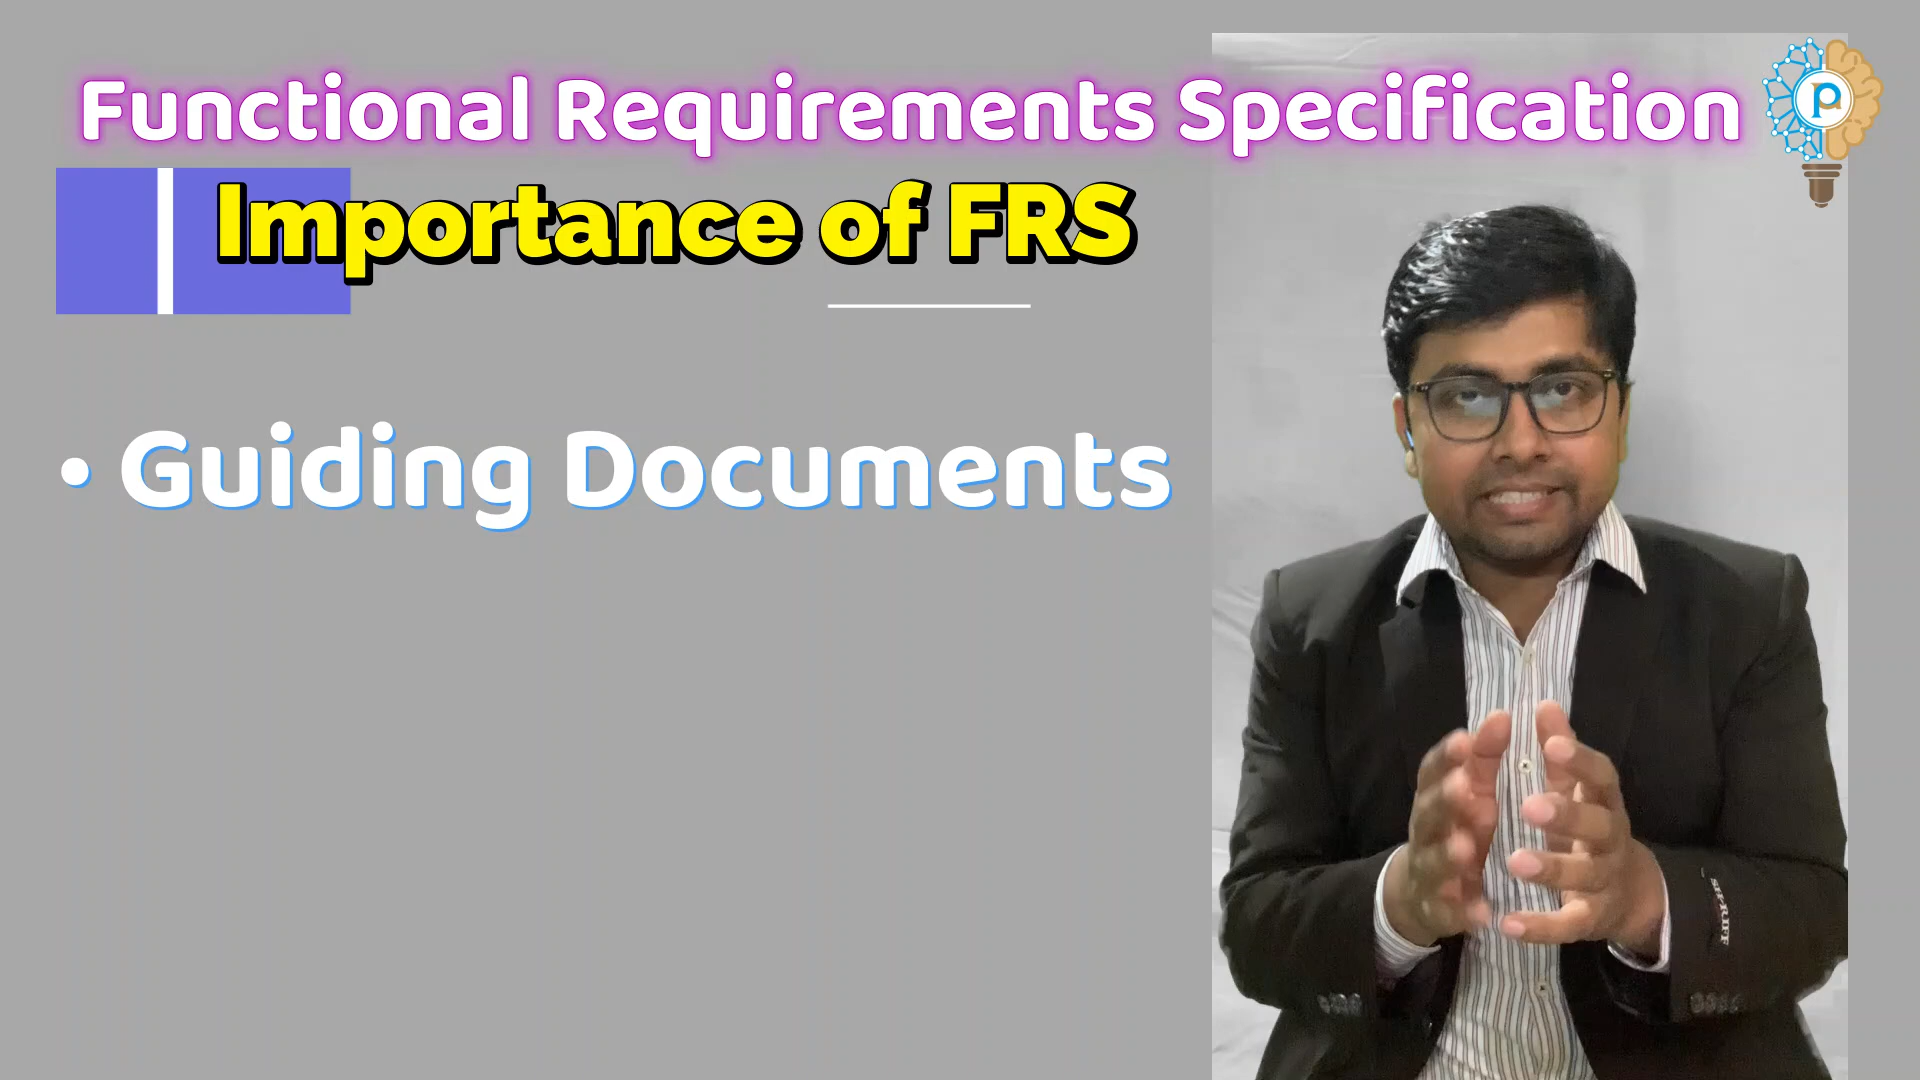 Functional Requirements Specification
p
Importance of FRS
• Guiding Documents